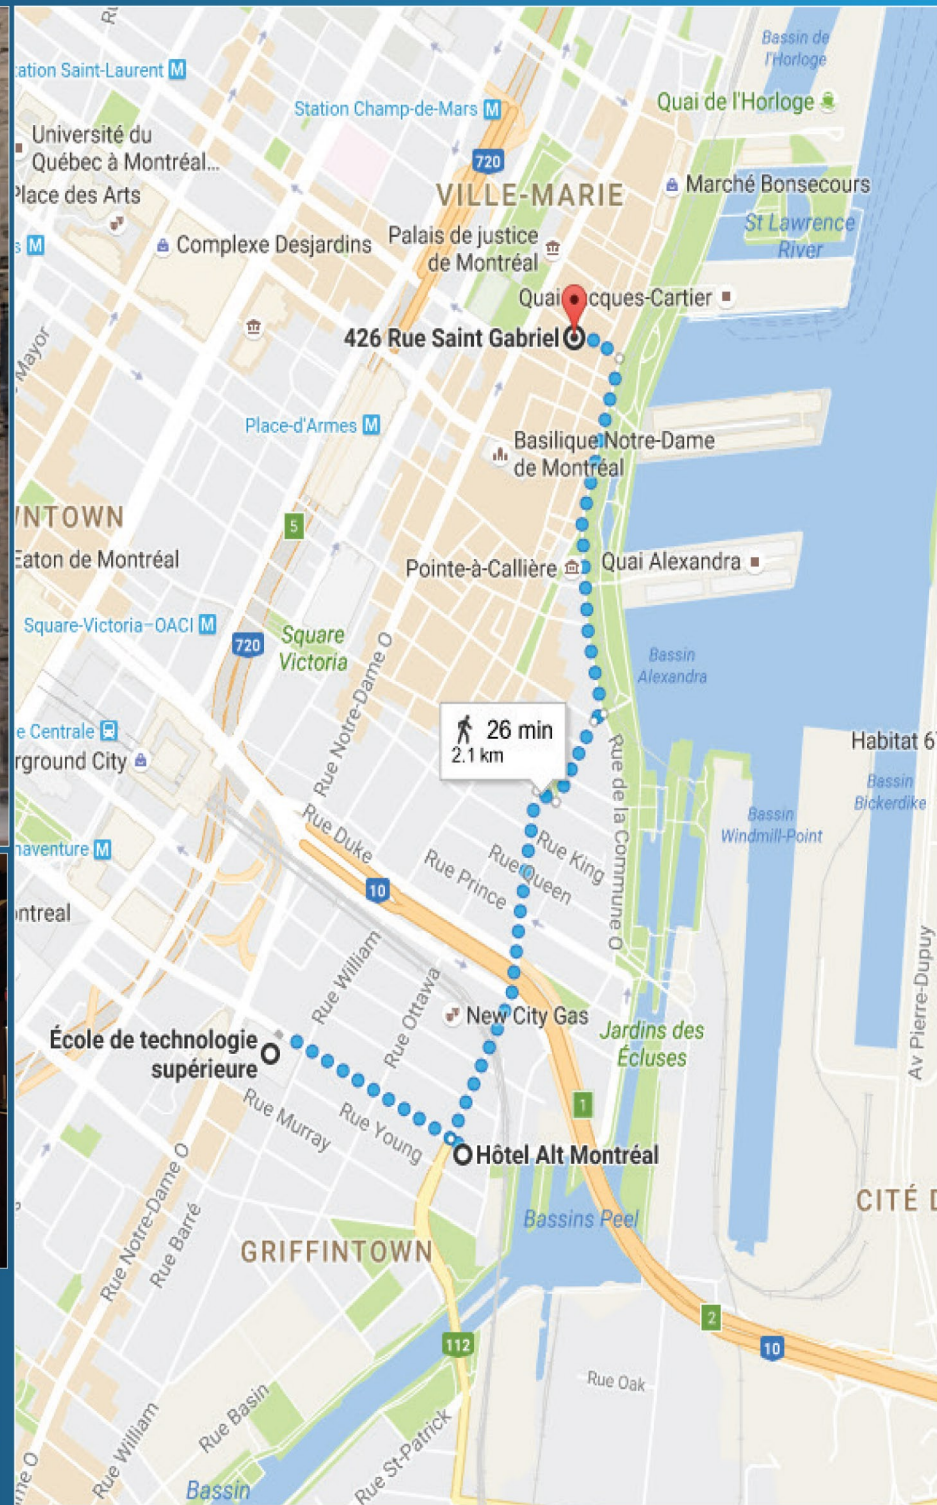 Bassin de
l'Horloge
Station Saint-Laurent M
Station Champ-de-Mars M
Quai de l'Horloge
Université du
Québec à Montréal...
720
Place des Arts
VILLE-MARIE
Marché Bonsecours
M
Complexe Desjardins
Palais de justice
de Montréal
St Lawrence
River
Quai Jacques-Cartier
426 Rue Saint Gabriel
Mayor
Place-d'Armes M
Basilique Notre-Dame
de Montréal
WNTOWN
5
Eaton de Montréal
Pointe-à-Callière
Quai Alexandra
Square-Victoria-OACI M
720
Square
Victoria
Rue Notre-Dame O
Bassin
Alexandra
26 min
2.1 km
e Centrale
rground City
Habitat 67
Rue de la Commune O
Bassin
Bickerdike
Bassin
Windmill-Point
Rue Duke
naventure M
Rue King
Rue Queen
Rue Prince
10
ontreal
Rue William
Rue Ottawa
Av Pierre-Dupuy
New City Gas
Jardins des
Écluses
École de technologie
supérieure
Rue Murray
Rue Young
1
Hôtel Alt Montréal
Rue Notre-Dame O
Rue Barré
CITÉ D
Bassins Peel
GRIFFINTOWN
2
112
10
Rue Oak
Rue Basin
Rue William
Rue St-Patrick
Bassin
me O